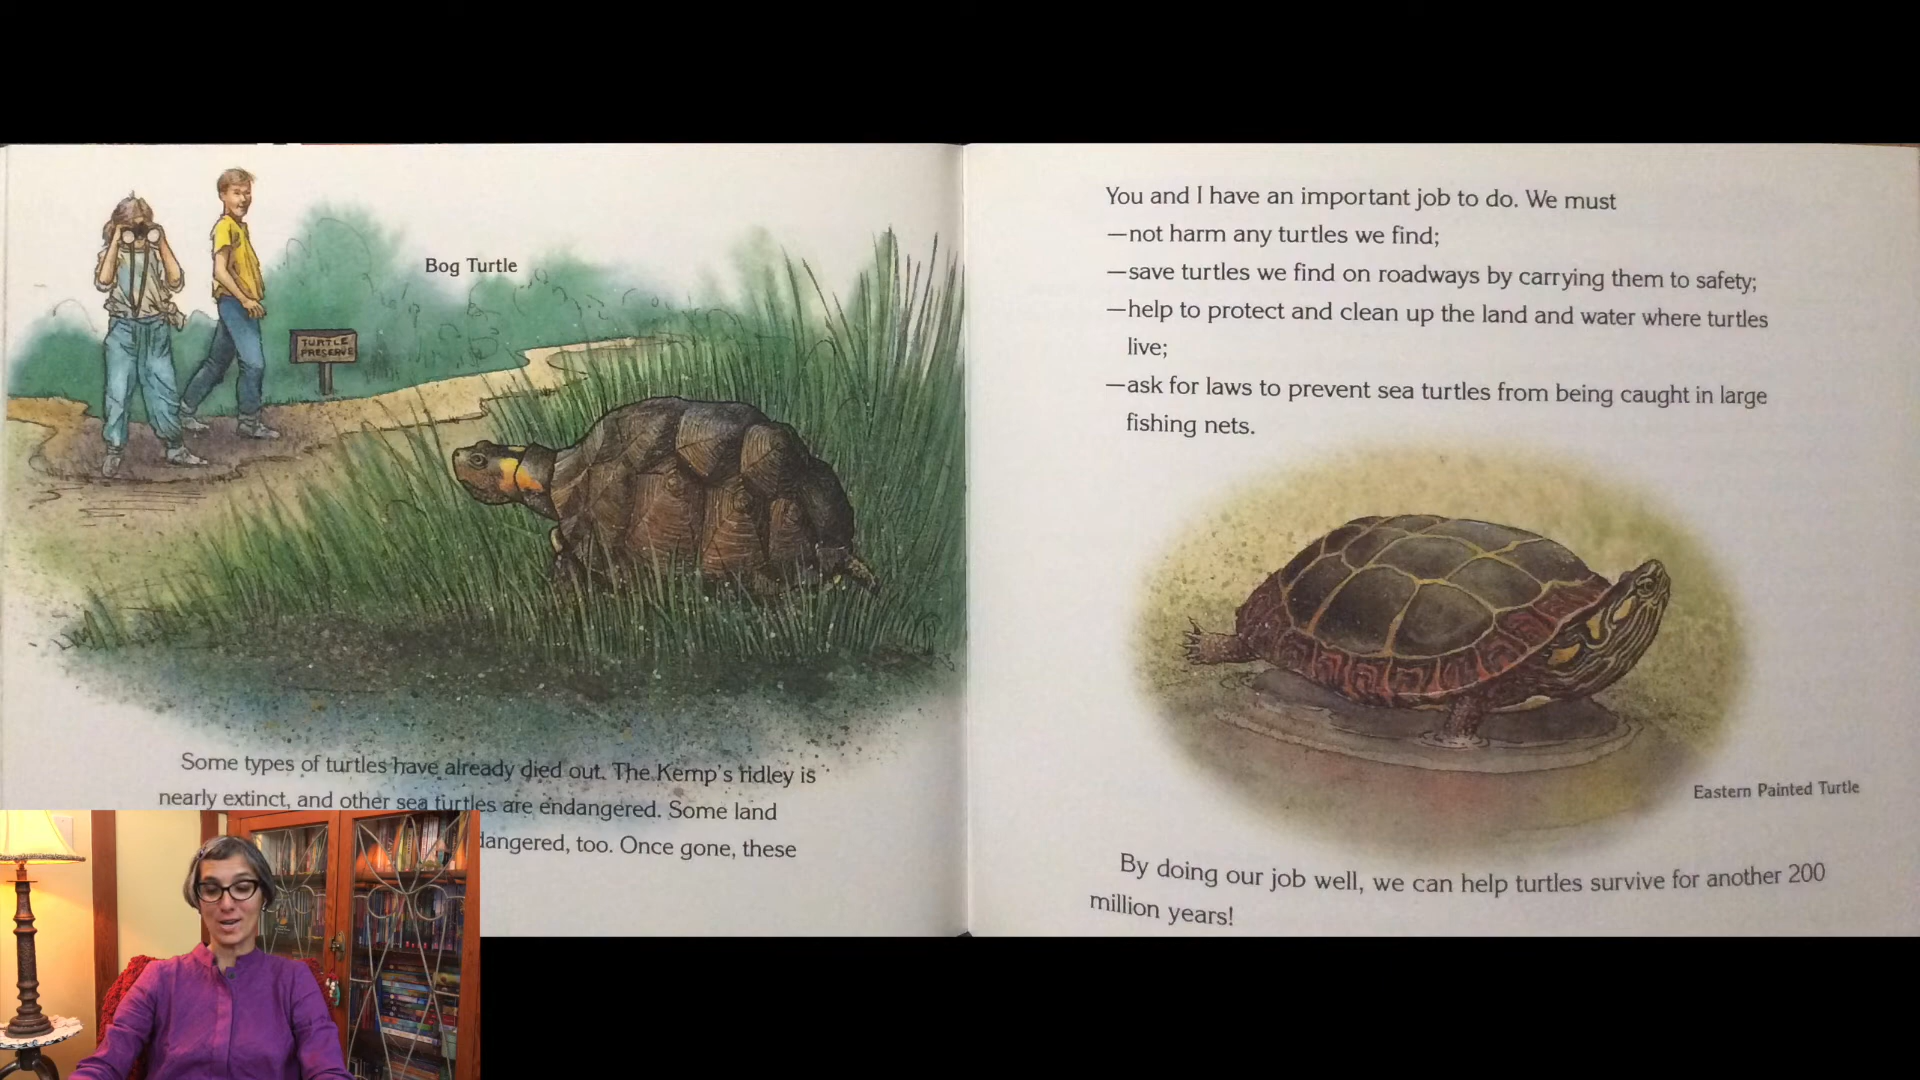 Bog Turtle
TURTLE
PRESERVE
Some types of turtles have already died out. The Kemp's ridley is
nearly extinct, and other sea turtles are endangered. Some land
dangered, too. Once gone, these
You and I have an important job to do. We must
—not harm any turtles we find;
—save turtles we find on roadways by carrying them to safety;
—help to protect and clean up the land and water where turtles
live;
—ask for laws to prevent sea turtles from being caught in large
fishing nets.
Eastern Painted Turtle
By doing our job well, we can help turtles survive for another 200
million years!